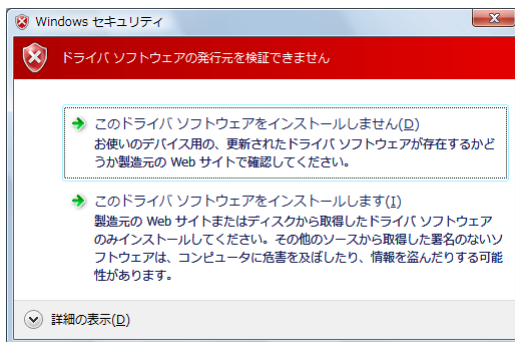 Windows セキュリティ
ドライバ ソフトウェアの発行元を検証できません
このドライバ ソフトウェアをインストールしません(D)
お使いのデバイス用の、更新されたドライバ ソフトウェアが存在するかど
うか製造元の Web サイトで確認してください。
このドライバ ソフトウェアをインストールします(I)
製造元の Web サイトまたはディスクから取得したドライバ ソフトウェア
のみインストールしてください。その他のソースから取得した署名のないソ
フトウェアは、コンピュータに危害を及ぼしたり、情報を盗んだりする可能
性があります。
詳細の表示(D)